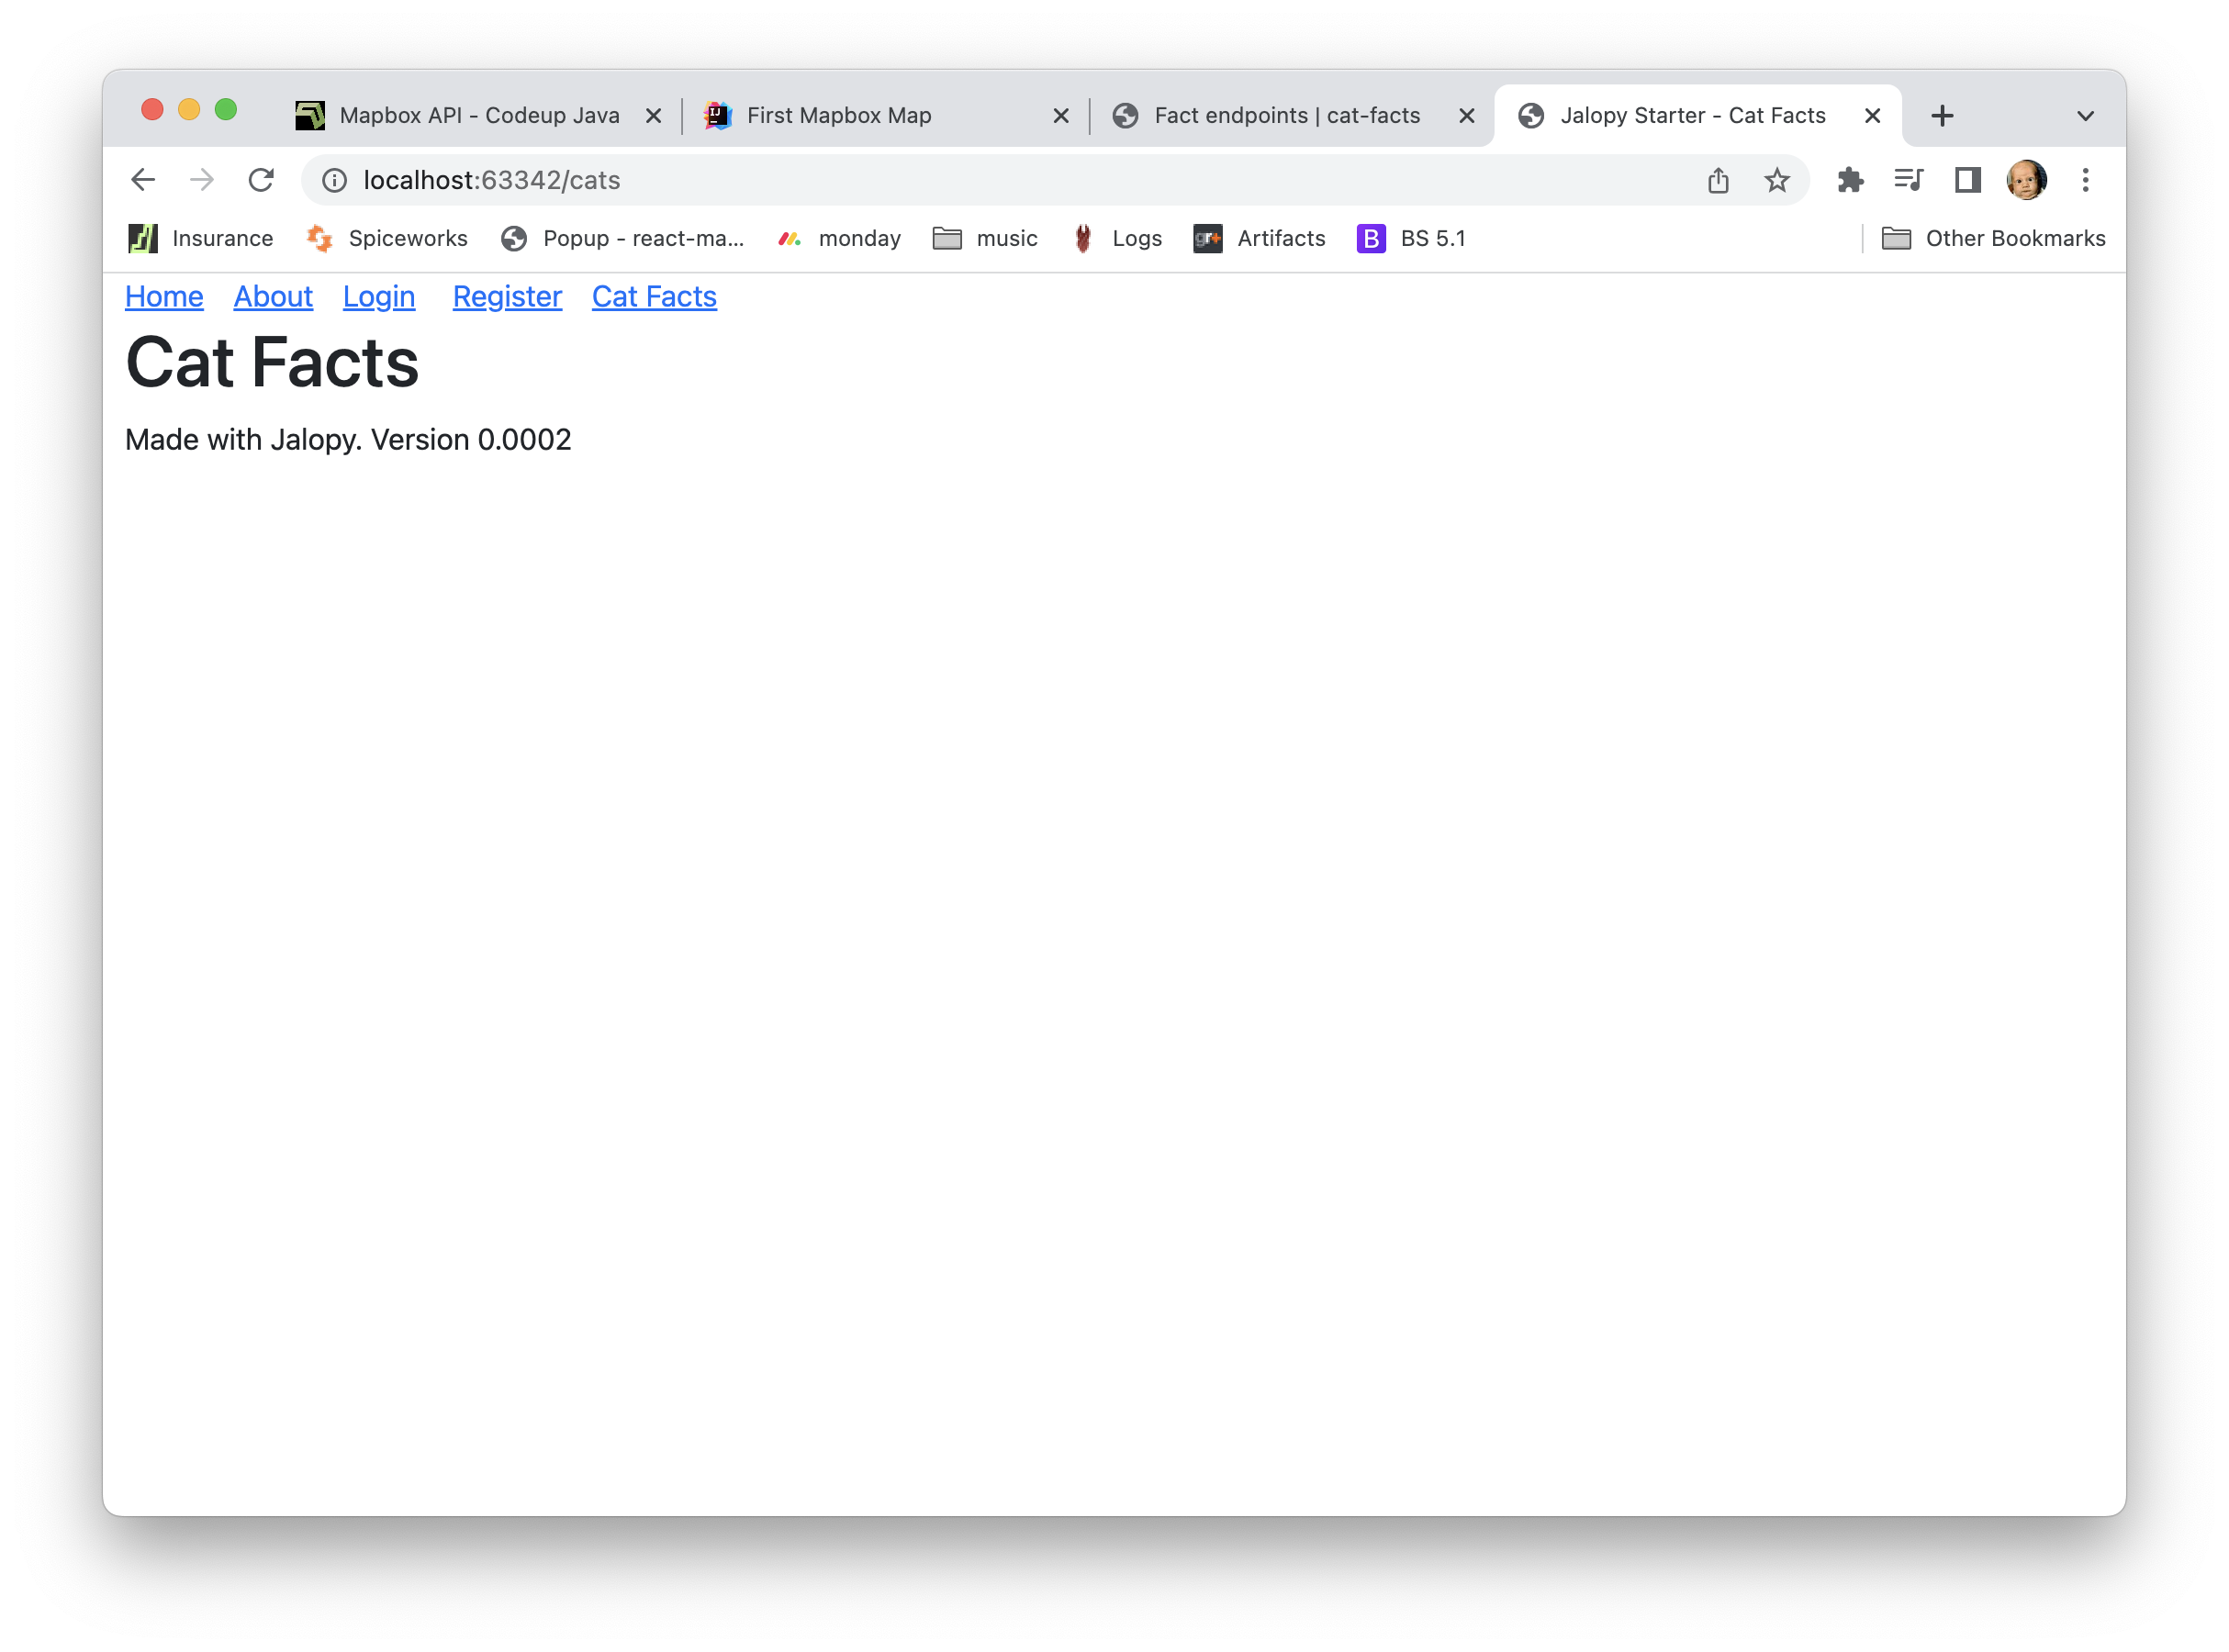 Mapbox API - Codeup Java First Mapbox Map Fact endpoints | cat-facts Jalopy Starter - Cat Facts
localhost:63342/cats
Insurance Spiceworks Popup - react-ma... monday music Logs gr+ Artifacts B BS 5.1 Other Bookmarks
Home About Login Register Cat Facts
Cat Facts
Made with Jalopy. Version 0.0002